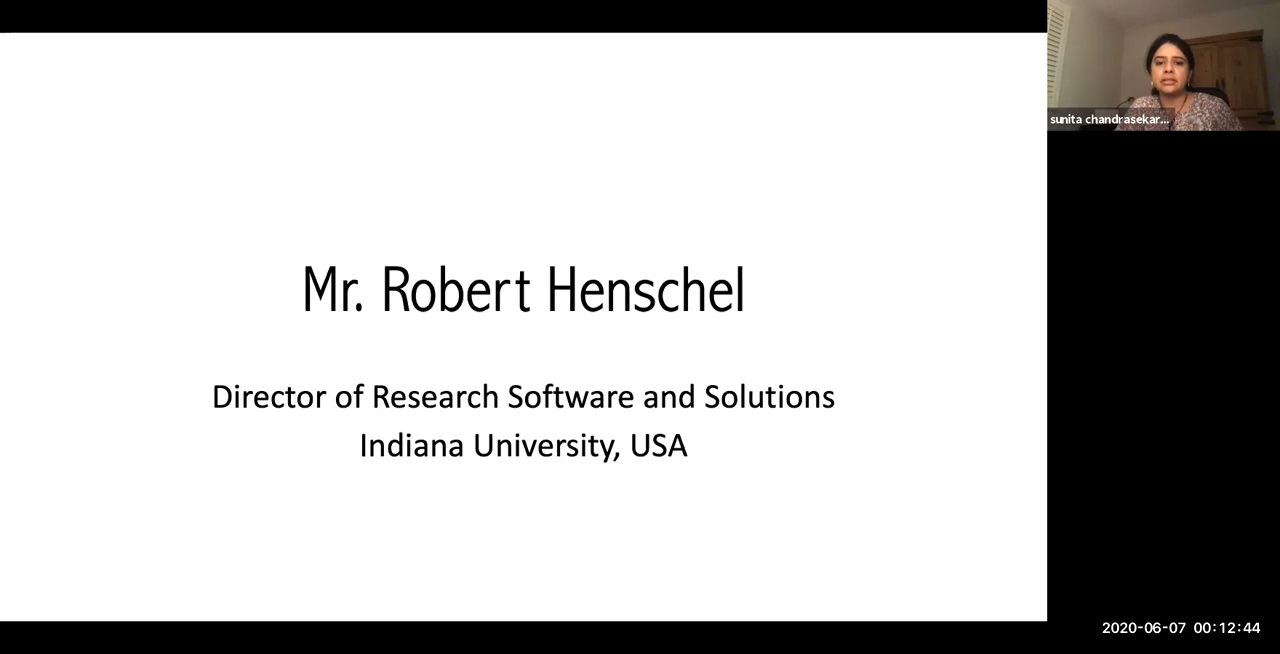 Mr. Robert Henschel
Director of Research Software and Solutions
Indiana University, USA
sunita chandrasekar...
2020-06-07 00:12:44